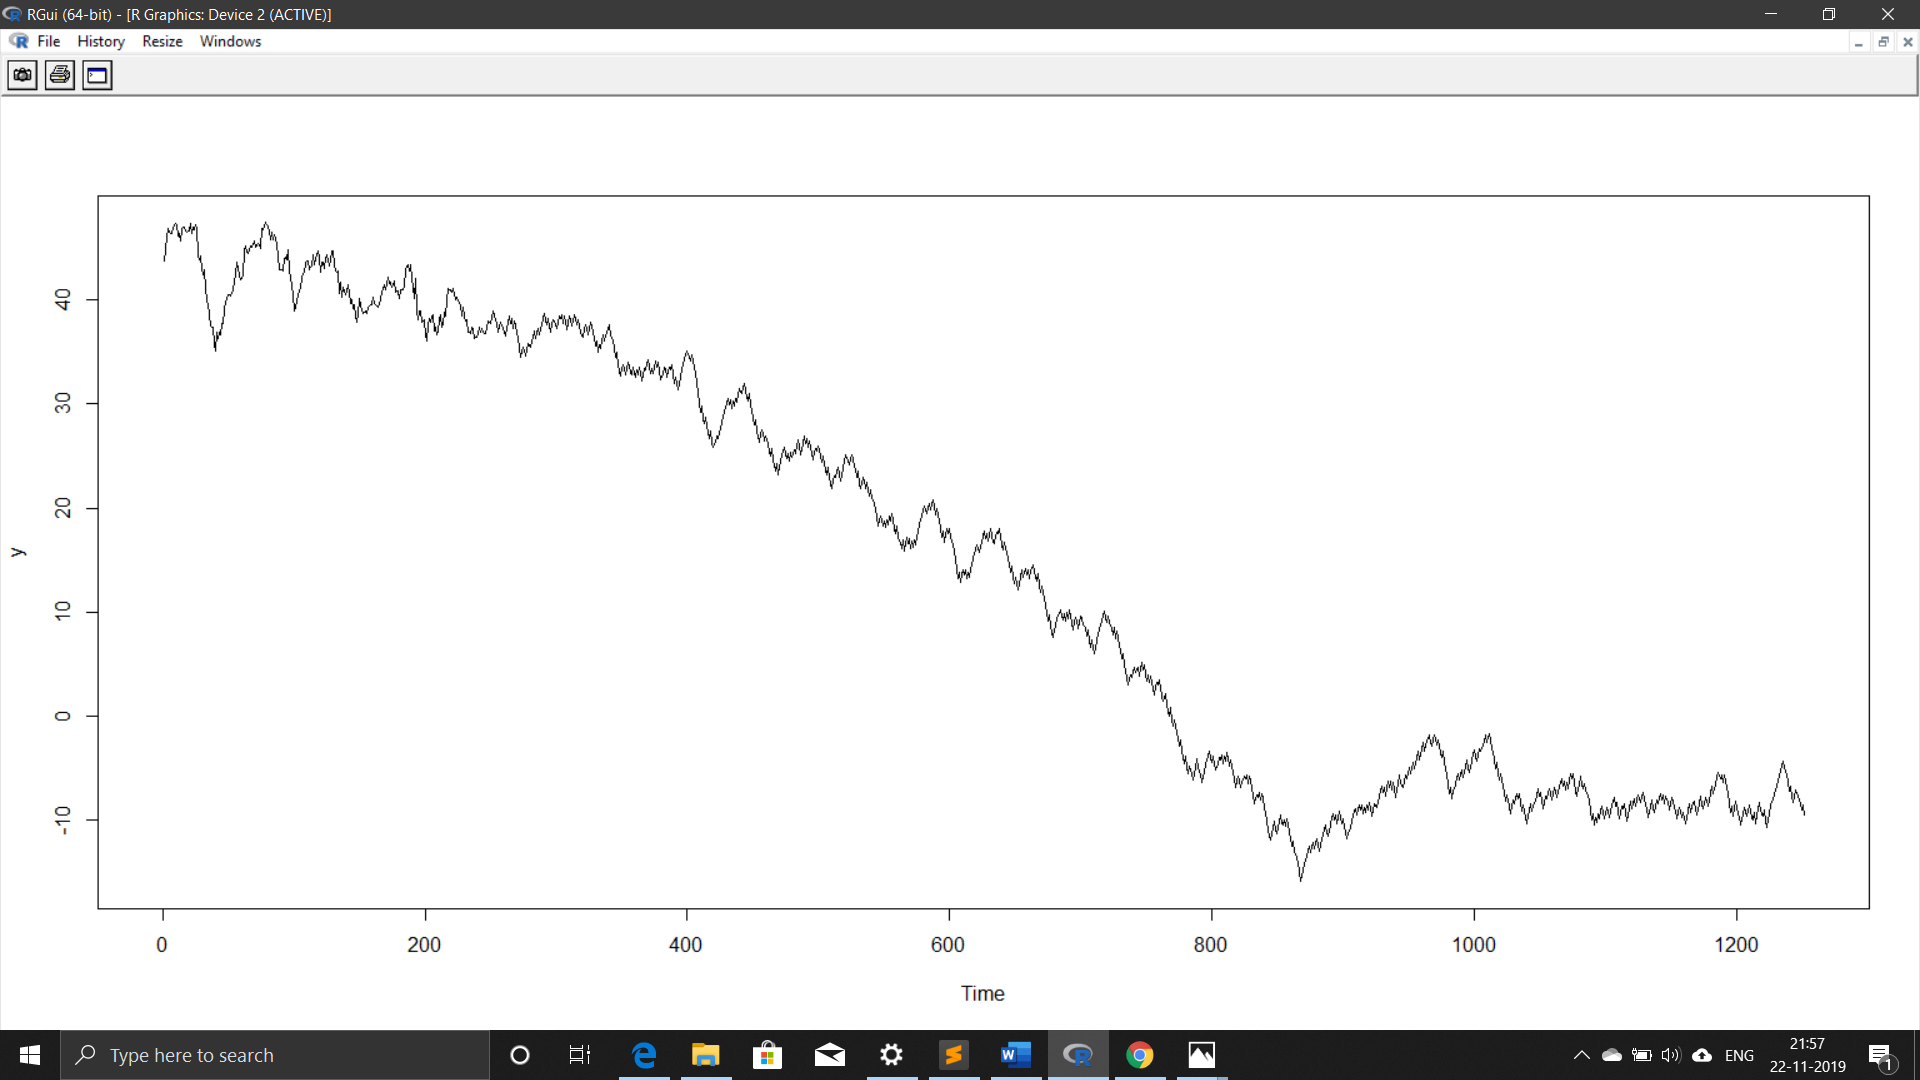 RGui (64-bit) - [R Graphics: Device 2 (ACTIVE)]
File History Resize Windows
40
30
20
10
0
-10
y
0 200 400 600 800 1000 1200
Time
Type here to search
ENG
21:57
22-11-2019
1